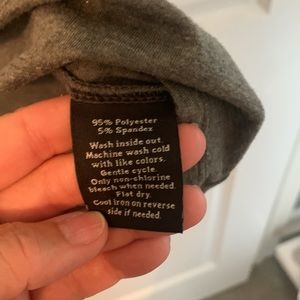 95% Polyester
5% Spandex
Wash inside out.
Machine wash cold
with like colors.
Gentle cycle.
Only non-chlorine
bleach when needed.
Flat dry.
Cool iron on reverse
side if needed.